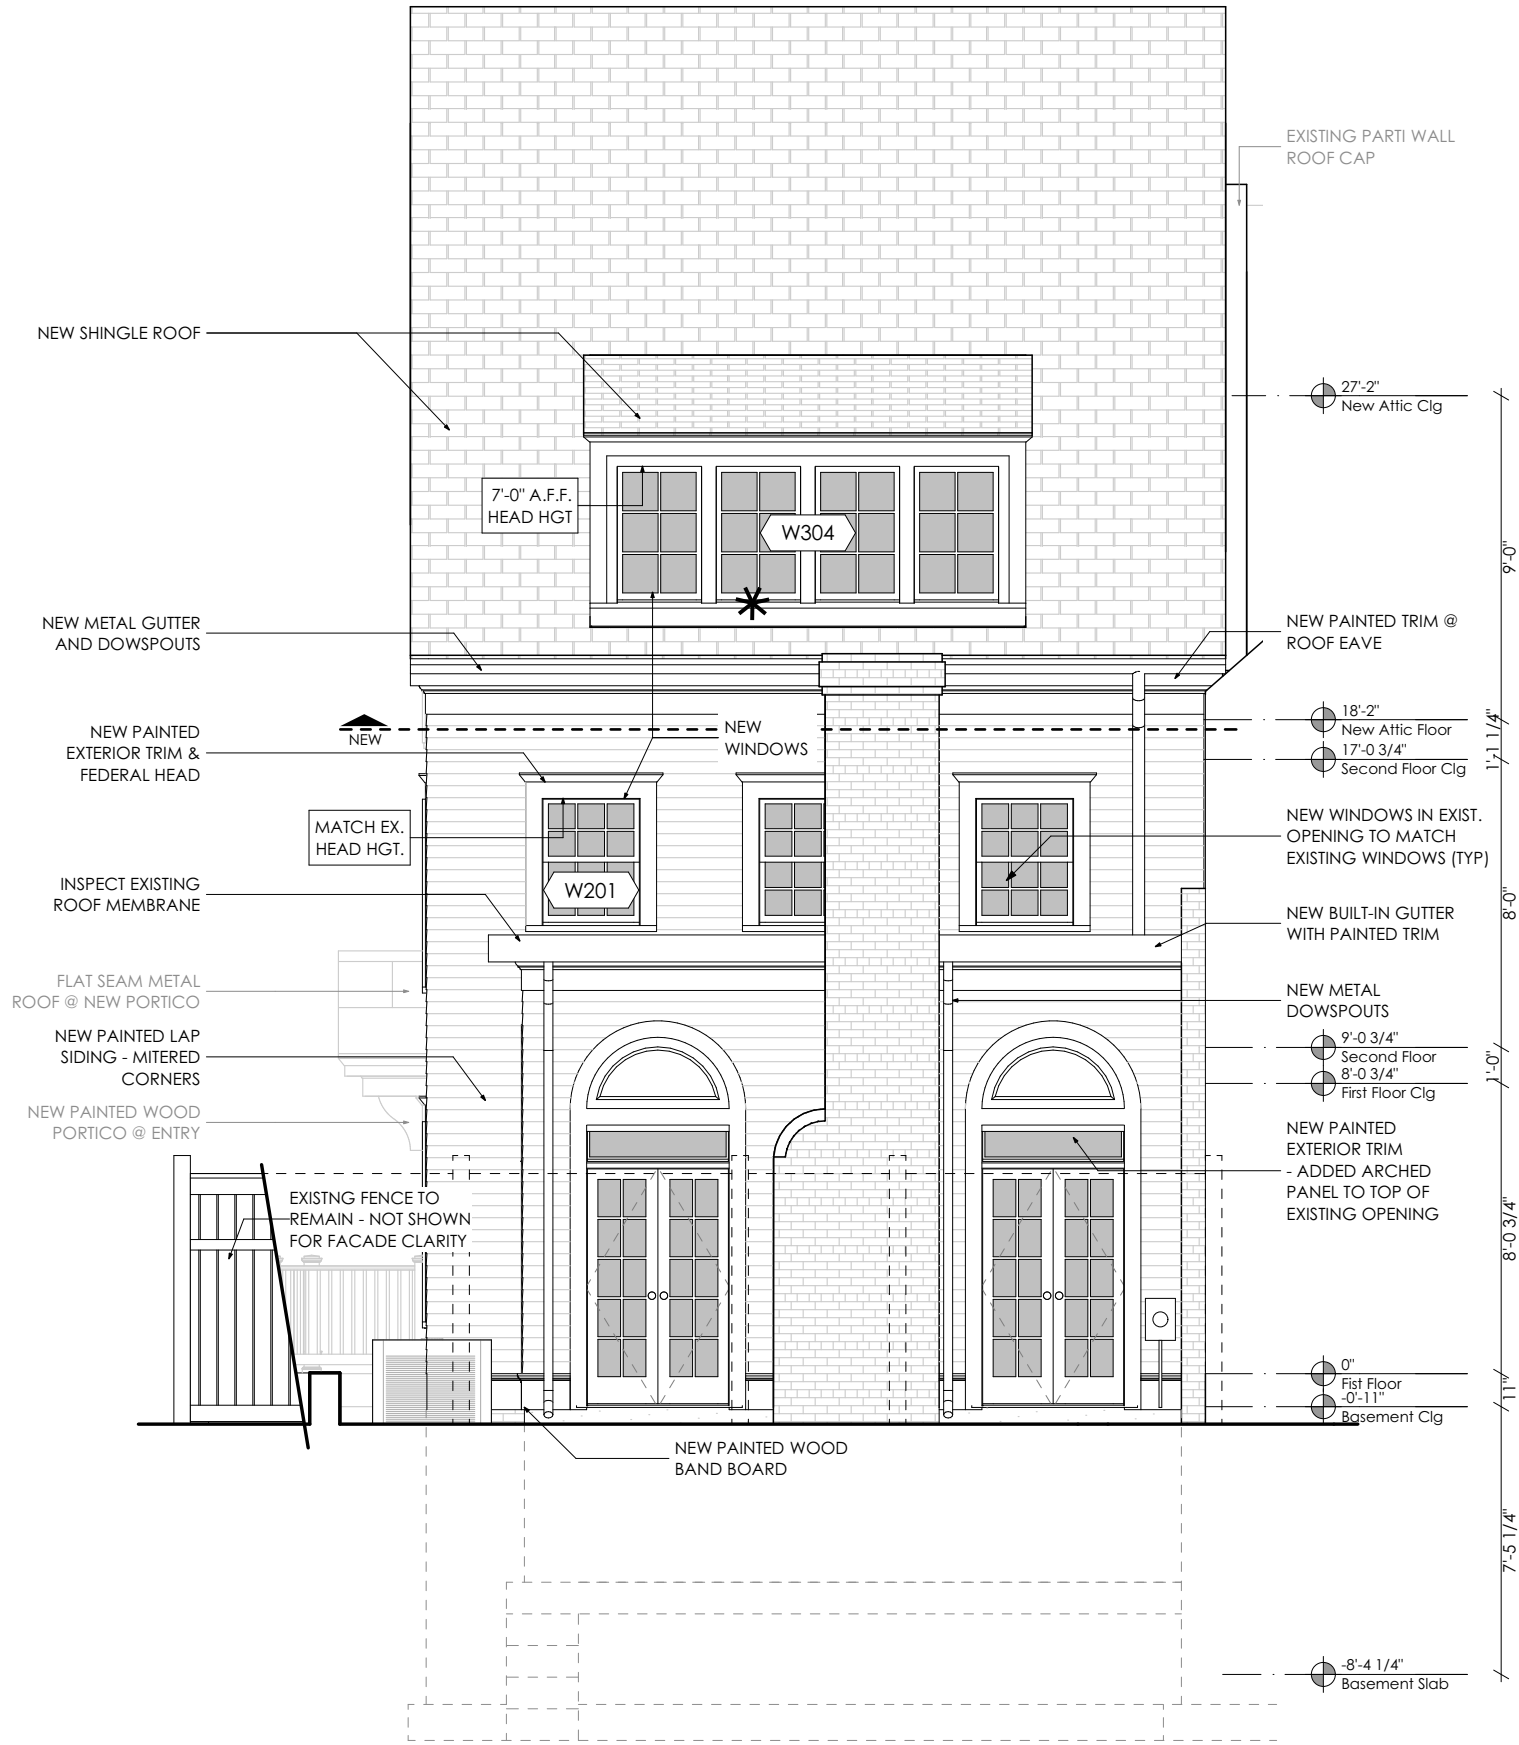 EXISTING PARTI WALL
ROOF CAP
NEW SHINGLE ROOF
27'-2"
New Attic Clg
7'-0" A.F.F.
HEAD HGT
W304
9'-0"
NEW METAL GUTTER
AND DOWSPOUTS
NEW PAINTED TRIM @
ROOF EAVE
NEW PAINTED
EXTERIOR TRIM &
FEDERAL HEAD
NEW
NEW
WINDOWS
18'-2"
New Attic Floor
17'-0 3/4"
Second Floor Clg
1'-1 1/4"
MATCH EX.
HEAD HGT.
NEW WINDOWS IN EXIST.
OPENING TO MATCH
EXISTING WINDOWS (TYP)
INSPECT EXISTING
ROOF MEMBRANE
W201
8'-0"
NEW BUILT-IN GUTTER
WITH PAINTED TRIM
FLAT SEAM METAL
ROOF @ NEW PORTICO
NEW METAL
DOWSPOUTS
NEW PAINTED LAP
SIDING - MITERED
CORNERS
9'-0 3/4"
Second Floor
8'-0 3/4"
First Floor Clg
1'-0"
NEW PAINTED WOOD
PORTICO @ ENTRY
NEW PAINTED
EXTERIOR TRIM
- ADDED ARCHED
PANEL TO TOP OF
EXISTING OPENING
EXISTNG FENCE TO
REMAIN - NOT SHOWN
FOR FACADE CLARITY
8'-0 3/4"
0"
Fist Floor
-0'-11"
Basement Clg
11"
NEW PAINTED WOOD
BAND BOARD
7'-5 1/4"
-8'-4 1/4"
Basement Slab